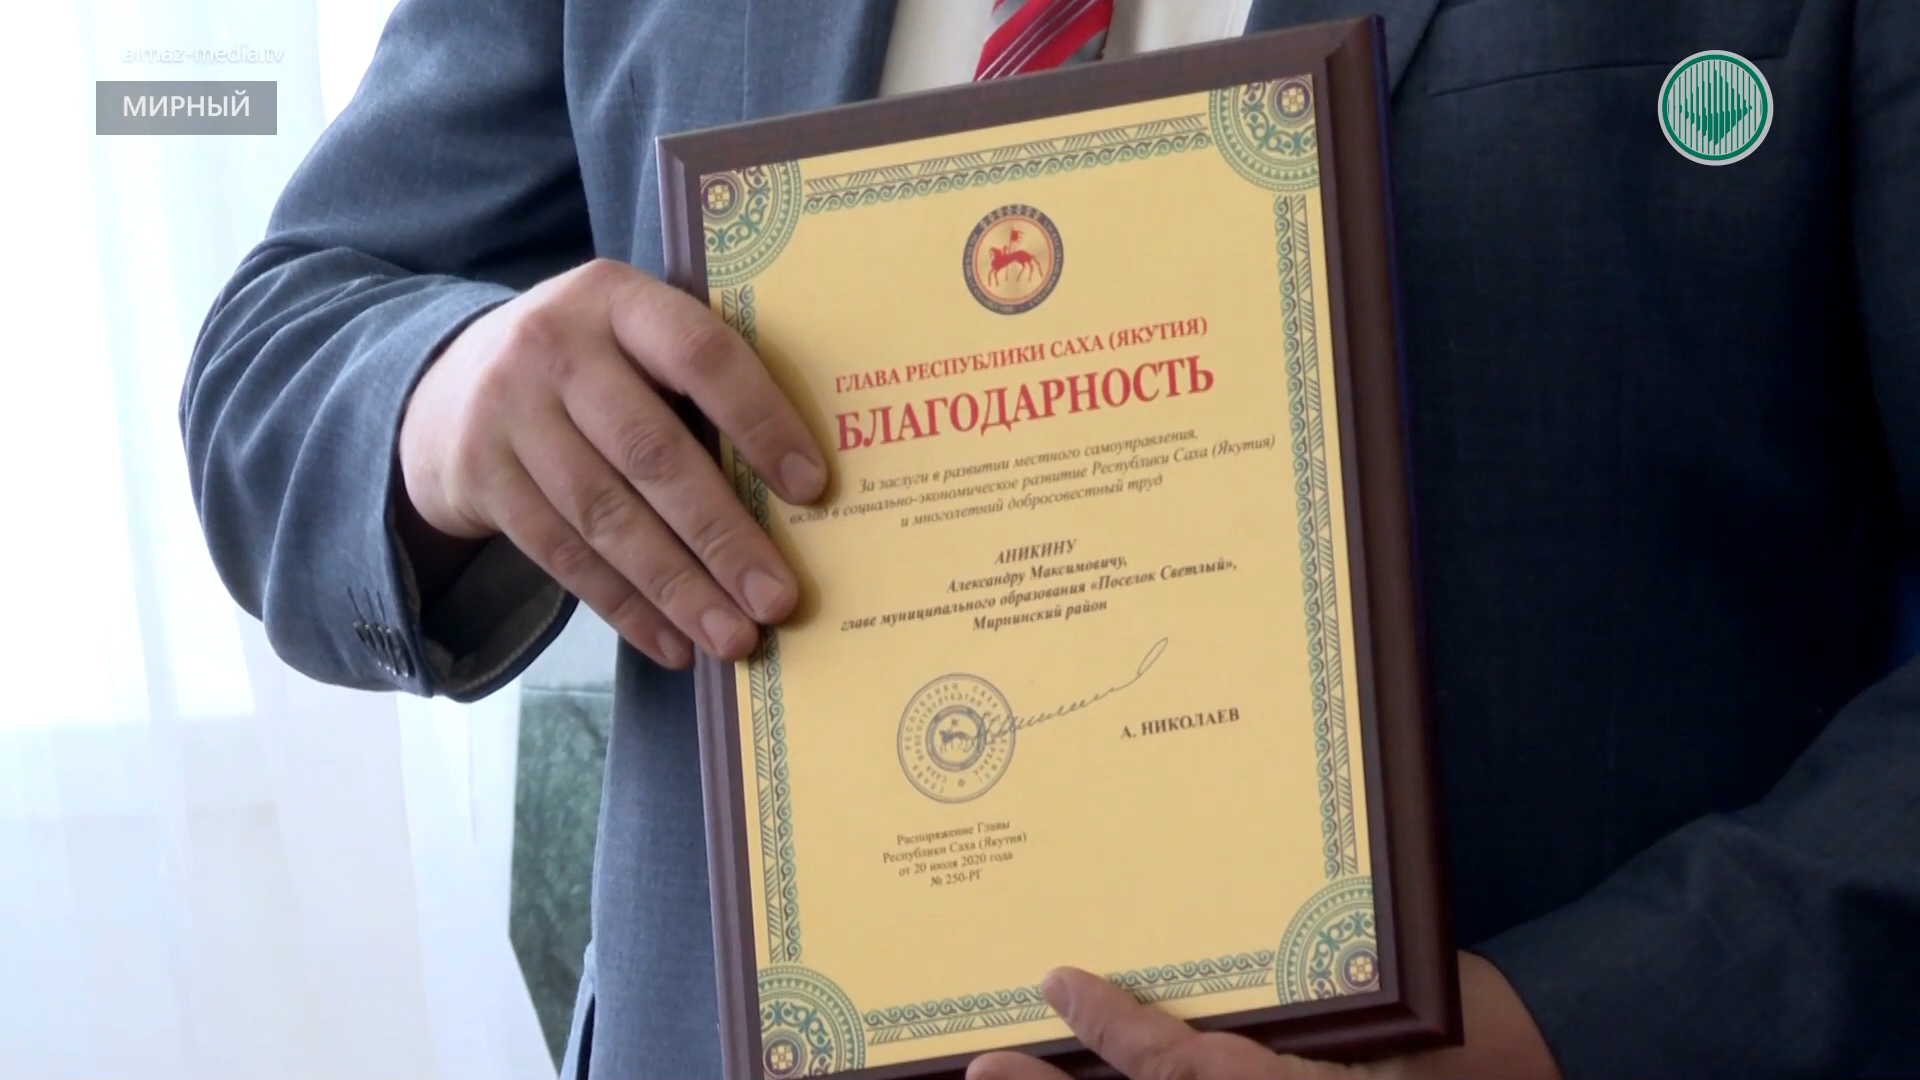 almaz-media.tv
МИРНЫЙ
ГЛАВА РЕСПУБЛИКИ САХА (ЯКУТИЯ)
БЛАГОДАРНОСТЬ
За заслуги в развитии местного самоуправления,
вклад в социально-экономическое развитие Республики Саха (Якутия)
и многолетний добросовестный труд
АНИКИНУ
Александру Максимовичу,
главе муниципального образования «Поселок Светлый»,
Мирнинский район
А. НИКОЛАЕВ
Распоряжение Главы
Республики Саха (Якутия)
от 20 июля 2020 года
№ 250-РГ